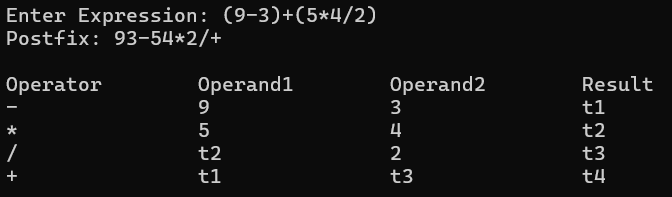 Enter Expression: (9-3)+(5*4/2)
Postfix: 93-54*2/+
Operator Operand1 Operand2 Result
- 9 3 t1
* 5 4 t2
/ t2 2 t3
+ t1 t3 t4